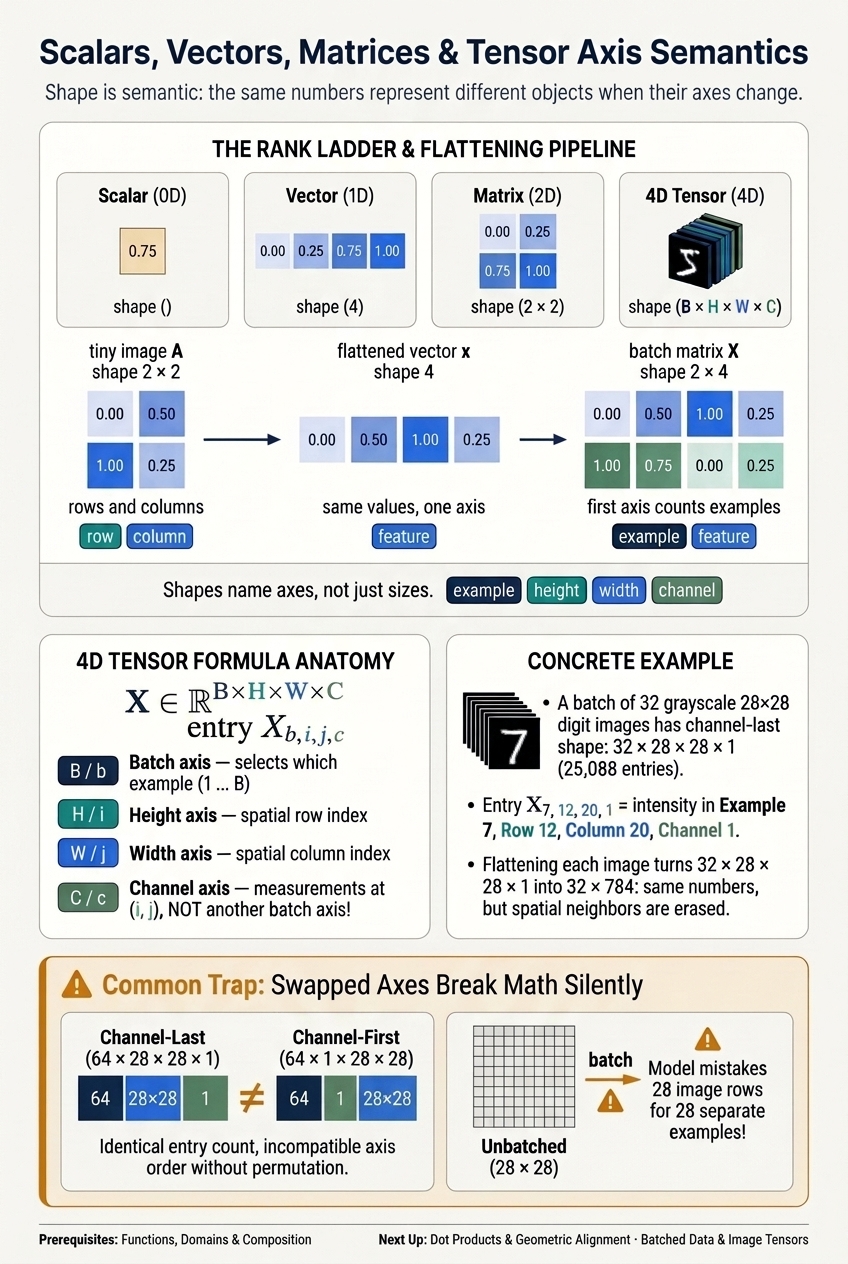 Scalars, Vectors, Matrices & Tensor Axis Semantics
Shape is semantic: the same numbers represent different objects when their axes change.
THE RANK LADDER & FLATTENING PIPELINE
Scalar (0D)
0.75
shape ()
Vector (1D)
0.00 0.25 0.75 1.00
shape (4)
Matrix (2D)
0.00 0.25
0.75 1.00
shape (2 × 2)
4D Tensor (4D)
shape (B × H × W × C)
tiny image A
shape 2 × 2
0.00 0.50
1.00 0.25
rows and columns
row column
flattened vector x
shape 4
0.00 0.50 1.00 0.25
same values, one axis
feature
batch matrix X
shape 2 × 4
0.00 0.50 1.00 0.25
1.00 0.75 0.00 0.25
first axis counts examples
example feature
Shapes name axes, not just sizes. example height width channel
4D TENSOR FORMULA ANATOMY
X ∈ ℝ^B×H×W×C
entry X_b,i,j,c
B / b Batch axis — selects which
example (1 ... B)
H / i Height axis — spatial row index
W / j Width axis — spatial column index
C / c Channel axis — measurements at
(i, j), NOT another batch axis!
CONCRETE EXAMPLE
7
• A batch of 32 grayscale 28×28
digit images has channel-last
shape: 32 × 28 × 28 × 1
(25,088 entries).
• Entry X_7, 12, 20, 1 = intensity in Example
7, Row 12, Column 20, Channel 1.
• Flattening each image turns 32 × 28 ×
28 × 1 into 32 × 784: same numbers,
but spatial neighbors are erased.
Common Trap: Swapped Axes Break Math Silently
Channel-Last
(64 × 28 × 28 × 1)
64 28×28 1
≠
Channel-First
(64 × 1 × 28 × 28)
64 1 28×28
Identical entry count, incompatible axis
order without permutation.
Unbatched
(28 × 28)
batch
Model mistakes
28 image rows
for 28 separate
examples!
Prerequisites: Functions, Domains & Composition
Next Up: Dot Products & Geometric Alignment · Batched Data & Image Tensors